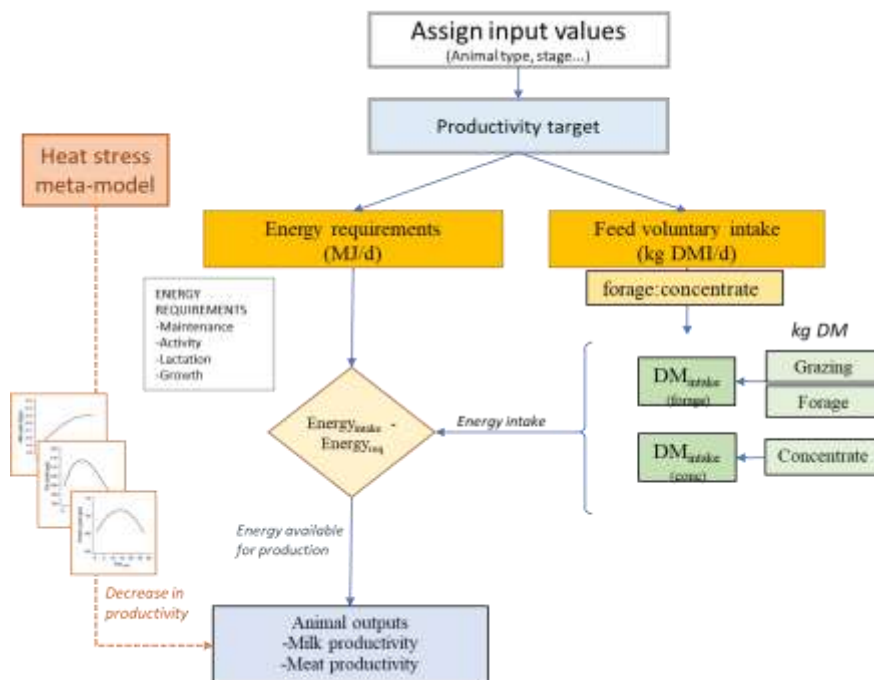 Assign input values
(Animal type, stage...)
Productivity target
Heat stress
meta-model
Energy requirements
(MJ/d)
Feed voluntary intake
(kg DMI/d)
forage:concentrate
ENERGY
REQUIREMENTS
-Maintenance
-Activity
-Lactation
-Growth
kg DM
Grazing
Forage
DMintake
(forage)
Energyintake -
Energyreq
Energy intake
DMintake
(conc)
Concentrate
Energy available
for production
Decrease in
productivity
Animal outputs
-Milk productivity
-Meat productivity